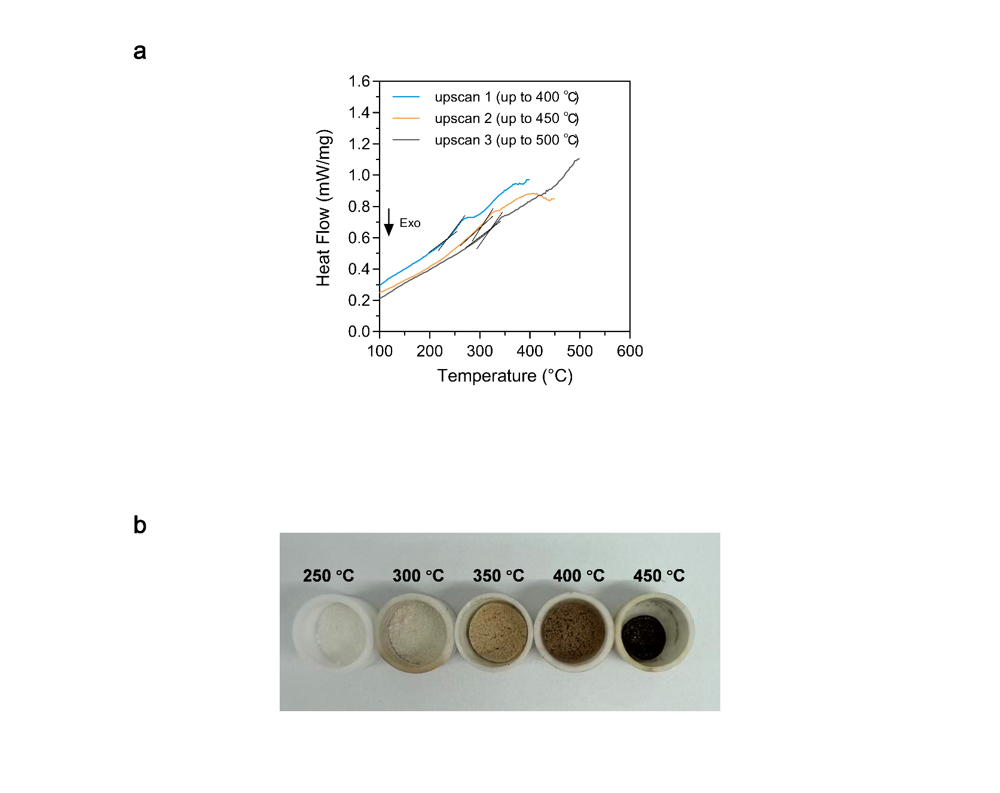 a
1.6
1.4
1.2
1.0
0.8
0.6
0.4
0.2
0.0
Heat Flow (mW/mg)
upscan 1 (up to 400 °C)
upscan 2 (up to 450 °C)
upscan 3 (up to 500 °C)
Exo
100 200 300 400 500 600
Temperature (°C)
b
250 °C 300 °C 350 °C 400 °C 450 °C